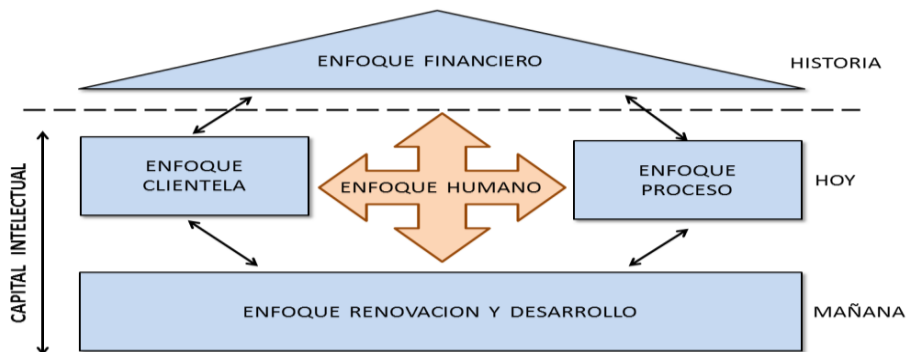 ENFOQUE FINANCIERO
HISTORIA
CAPITAL INTELECTUAL
ENFOQUE
CLIENTELA
ENFOQUE HUMANO
ENFOQUE
PROCESO
HOY
ENFOQUE RENOVACION Y DESARROLLO
MAÑANA